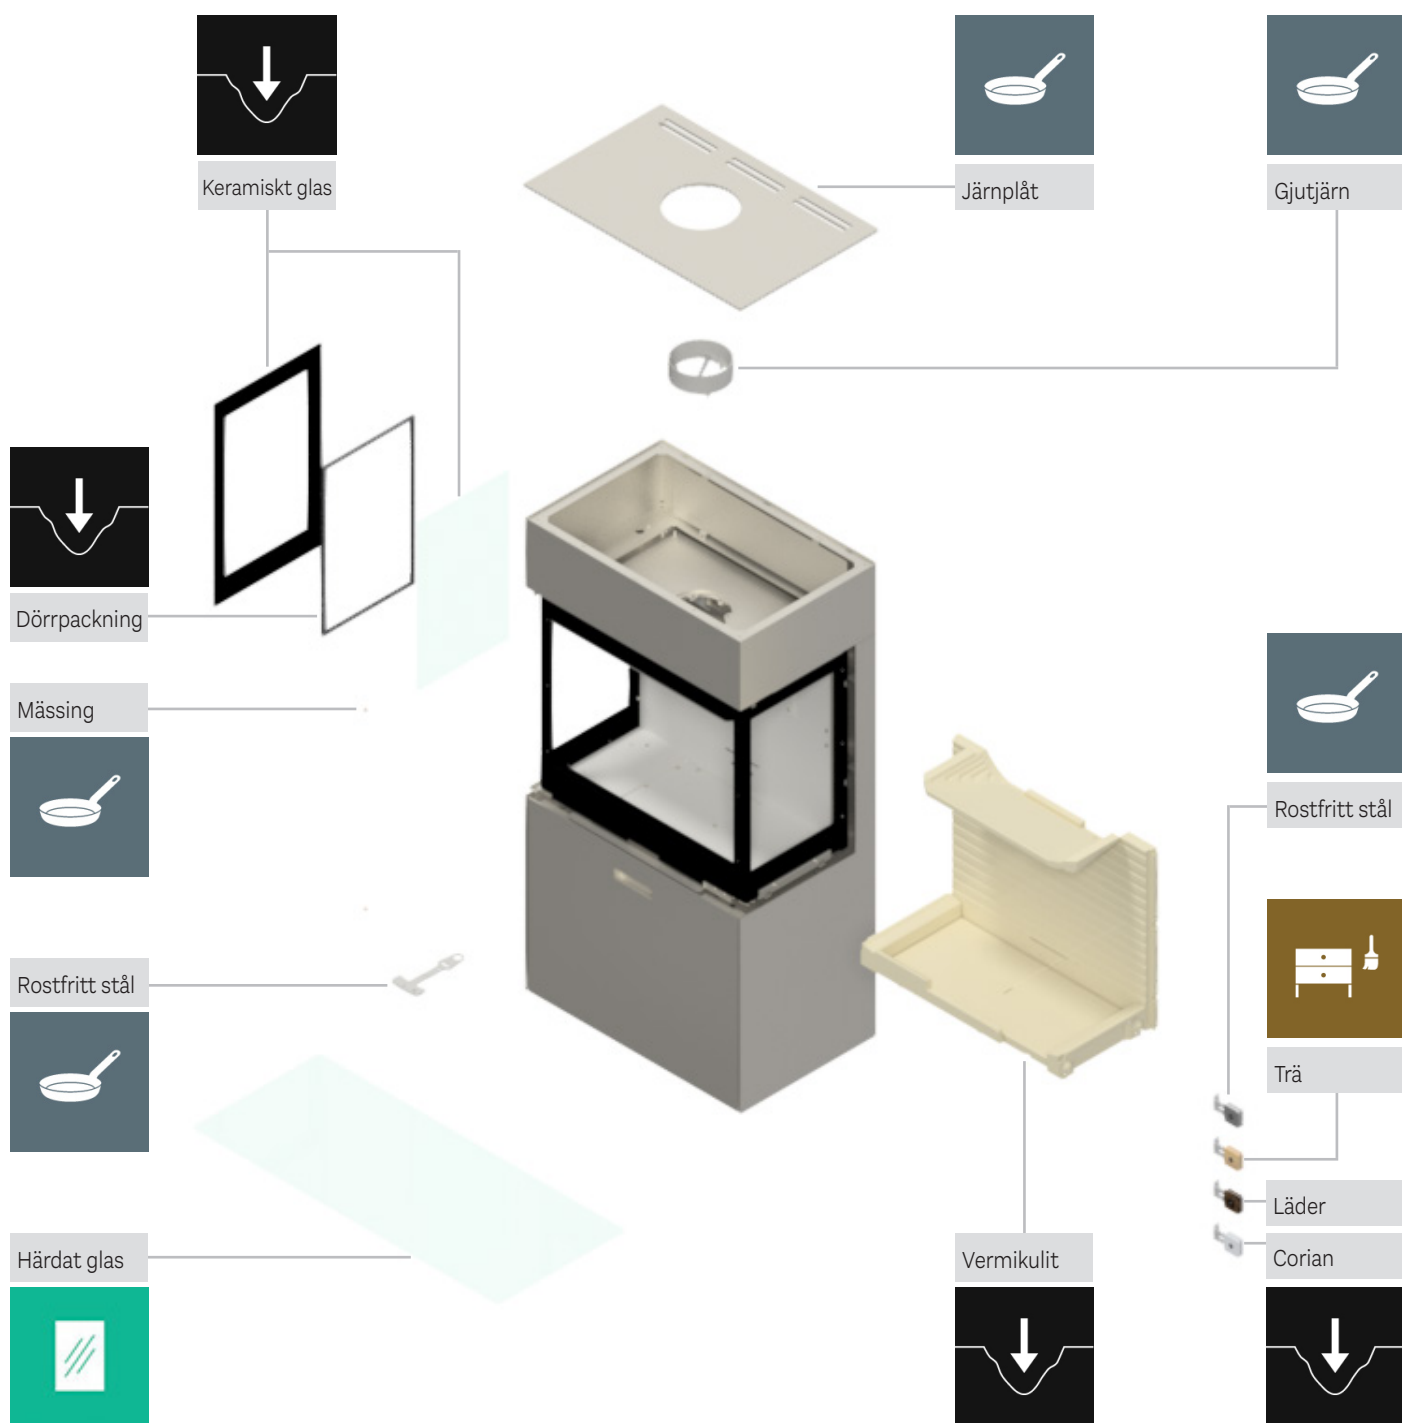 Keramiskt glas
Järnplåt
Gjutjärn
Dörrpackning
Mässing
Rostfritt stål
Rostfritt stål
Trä
Läder
Härdat glas
Vermikulit
Corian